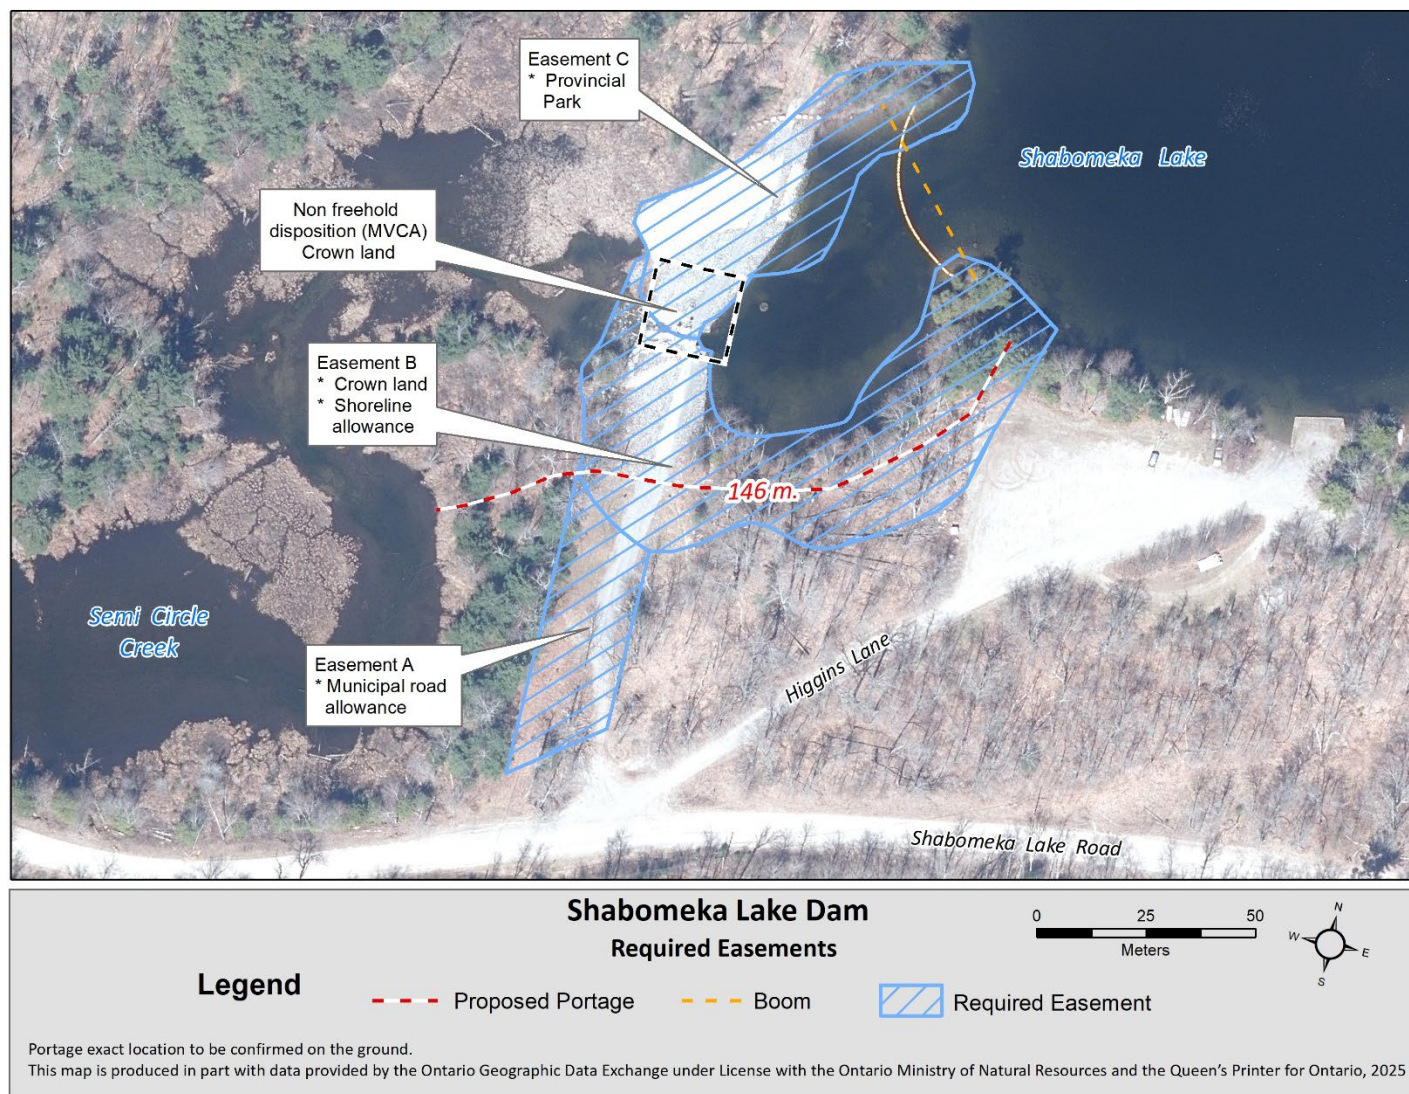 Easement C
* Provincial
Park
Shabomeka Lake
Non freehold
disposition (MVCA)
Crown land
Easement B
* Crown land
* Shoreline
allowance
146 m.
Semi Circle
Creek
Easement A
* Municipal road
allowance
Higgins Lane
Shabomeka Lake Road
Shabomeka Lake Dam
Required Easements
0 25 50
Meters
N
W
E
S
Legend
Proposed Portage
Boom
Required Easement
Portage exact location to be confirmed on the ground.
This map is produced in part with data provided by the Ontario Geographic Data Exchange under License with the Ontario Ministry of Natural Resources and the Queen's Printer for Ontario, 2025